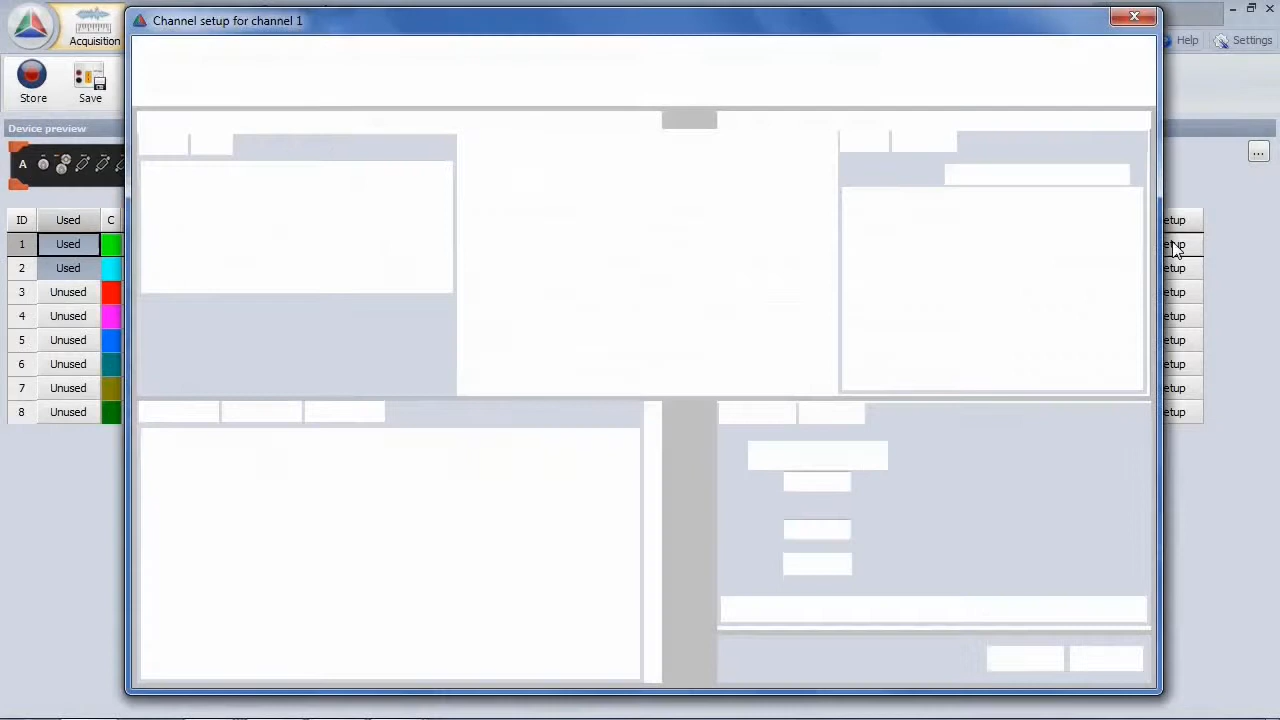 Channel setup for channel 1
Acquisition
Help
Settings
Store
Save
Device preview
A
...
ID Used C etup
1 Used etup
2 Used etup
3 Unused etup
4 Unused etup
5 Unused etup
6 Unused etup
7 Unused etup
8 Unused etup